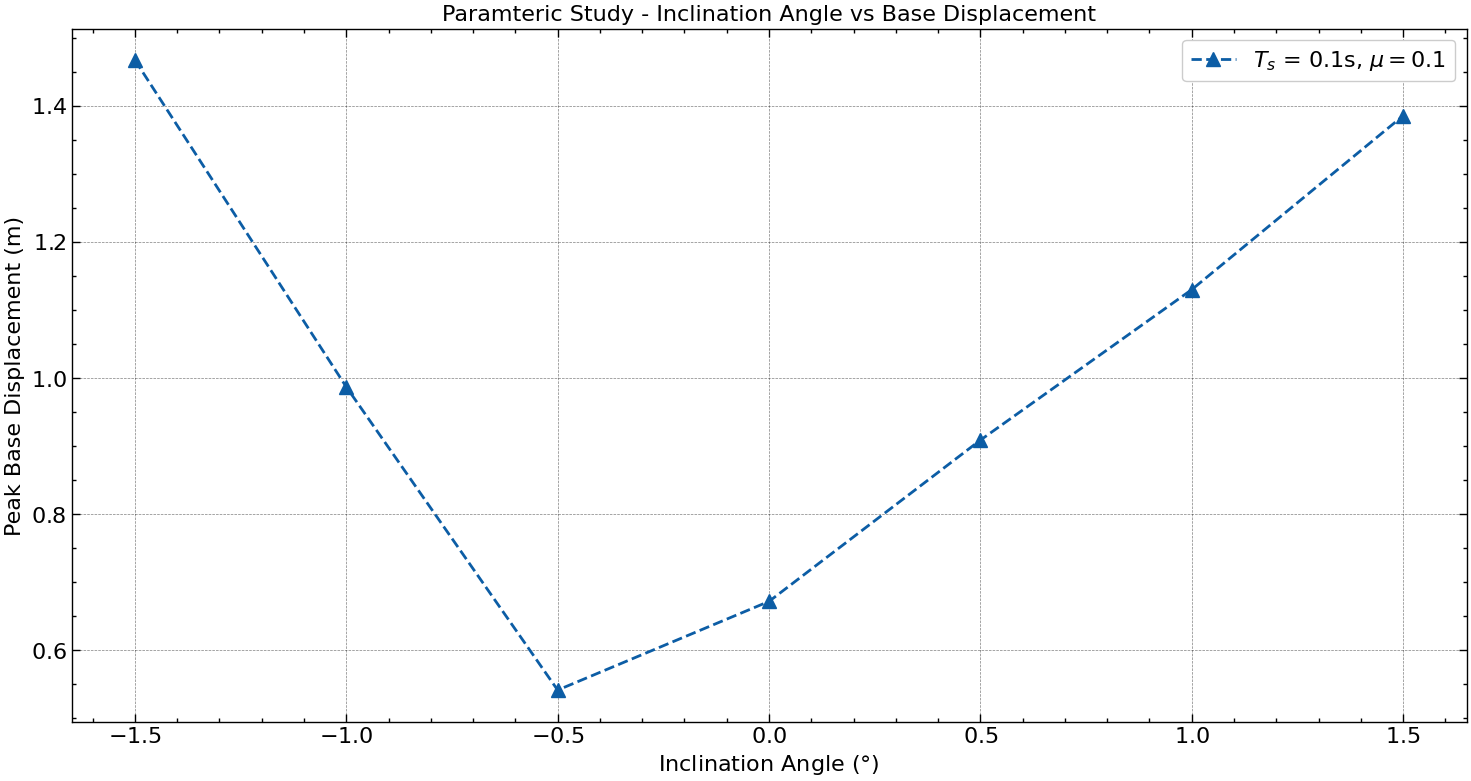 Paramteric Study - Inclination Angle vs Base Displacement
T_s = 0.1s, μ = 0.1
Peak Base Displacement (m)
1.4
1.2
1.0
0.8
0.6
−1.5 −1.0 −0.5 0.0 0.5 1.0 1.5
Inclination Angle (°)